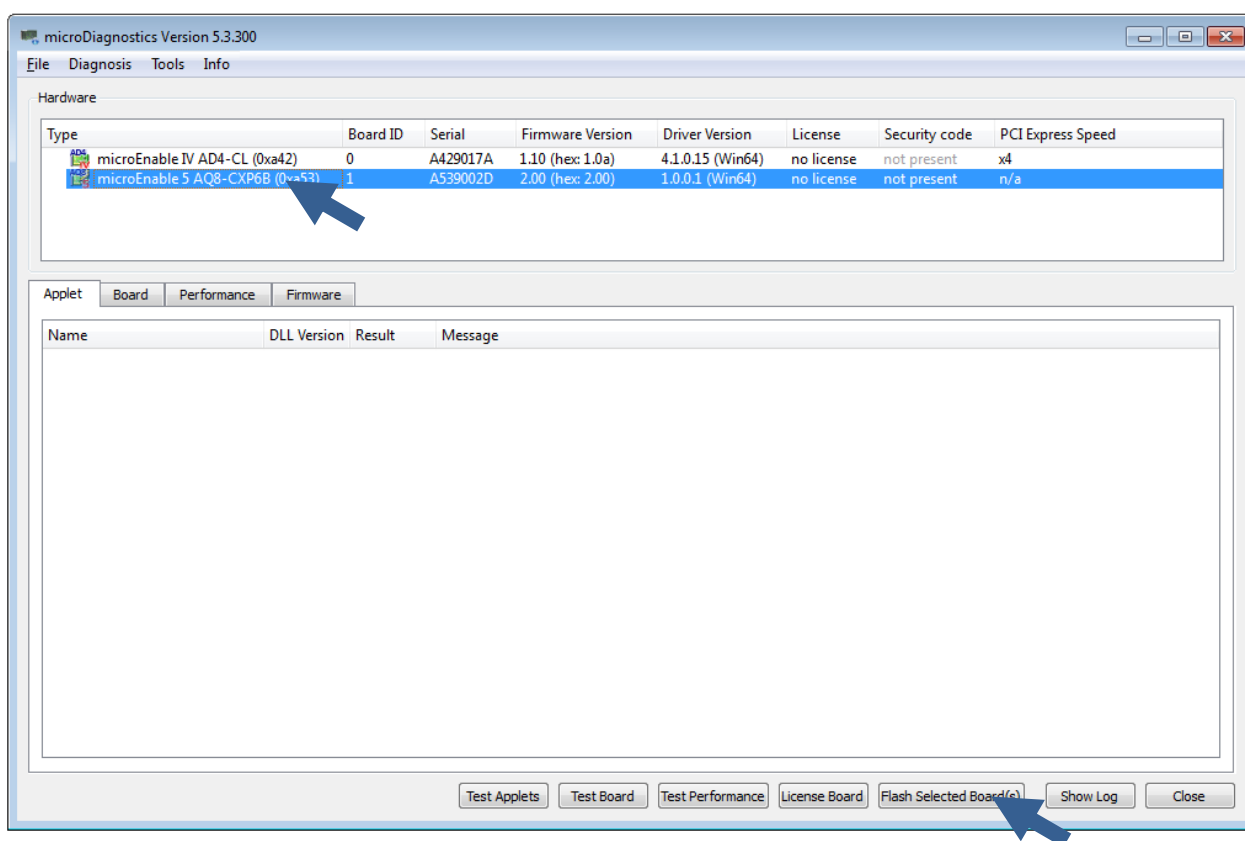 microDiagnostics Version 5.3.300
File Diagnosis Tools Info
Hardware
Type Board ID Serial Firmware Version Driver Version License Security code PCI Express Speed
microEnable IV AD4-CL (0xa42) 0 A429017A 1.10 (hex: 1.0a) 4.1.0.15 (Win64) no license not present x4
microEnable 5 AQ8-CXP6B (0xa53) 1 A539002D 2.00 (hex: 2.00) 1.0.0.1 (Win64) no license not present n/a
Applet Board Performance Firmware
Name DLL Version Result Message
Test Applets Test Board Test Performance License Board Flash Selected Board(s) Show Log Close